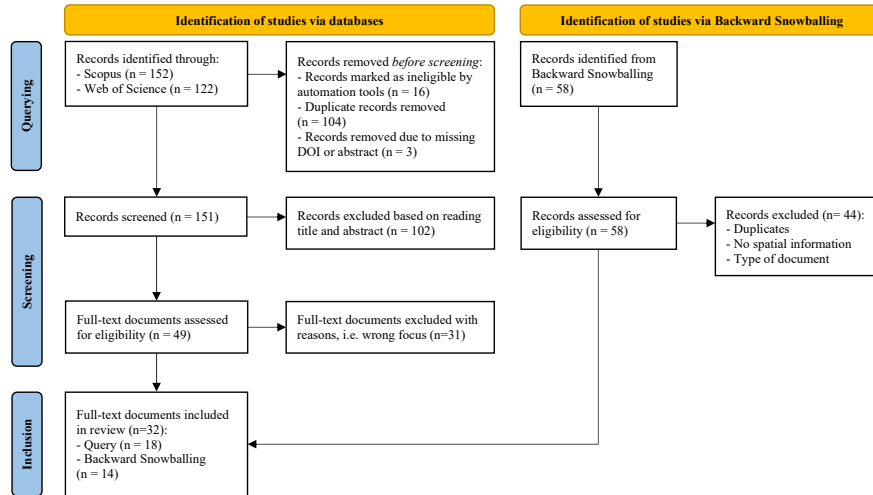 Identification of studies via databases
Identification of studies via Backward Snowballing
Querying
Records identified through:
- Scopus (n = 152)
- Web of Science (n = 122)
Records removed before screening:
- Records marked as ineligible by
automation tools (n = 16)
- Duplicate records removed
(n = 104)
- Records removed due to missing
DOI or abstract (n = 3)
Records identified from
Backward Snowballing
(n = 58)
Screening
Records screened (n = 151)
Records excluded based on reading
title and abstract (n = 102)
Records assessed for
eligibility (n = 58)
Records excluded (n= 44):
- Duplicates
- No spatial information
- Type of document
Full-text documents assessed
for eligibility (n = 49)
Full-text documents excluded with
reasons, i.e. wrong focus (n=31)
Inclusion
Full-text documents included
in review (n=32):
- Query (n = 18)
- Backward Snowballing
(n = 14)